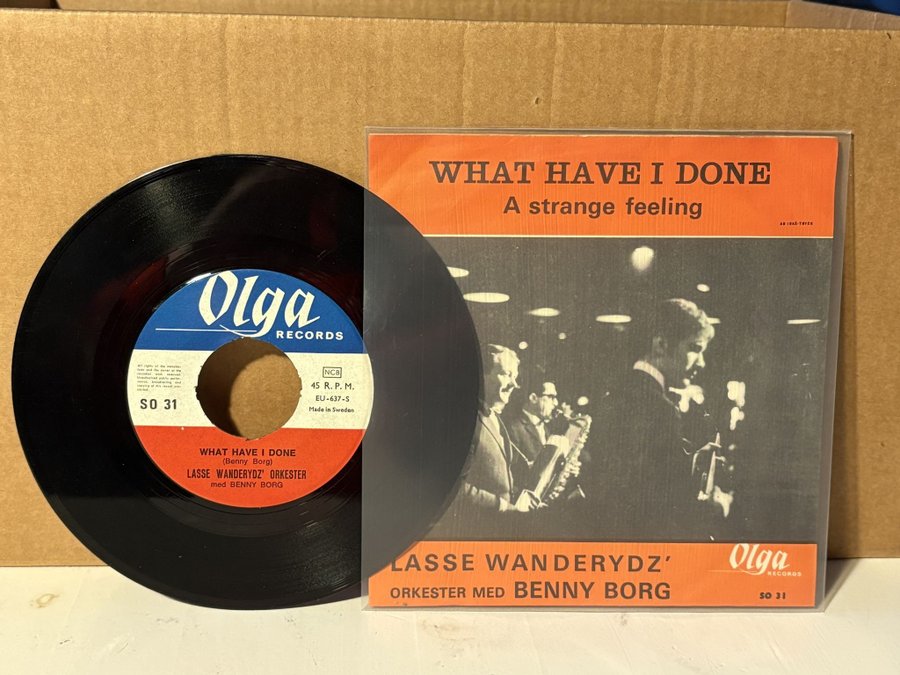 Olga
RECORDS
SO 31
NCB
45 R. P. M.
EU-637-S
Made in Sweden
WHAT HAVE I DONE
(Benny Borg)
LASSE WANDERYDZ' ORKESTER
med BENNY BORG
WHAT HAVE I DONE
A strange feeling
LASSE WANDERYDZ'
ORKESTER MED BENNY BORG
Olga
RECORDS
SO 31